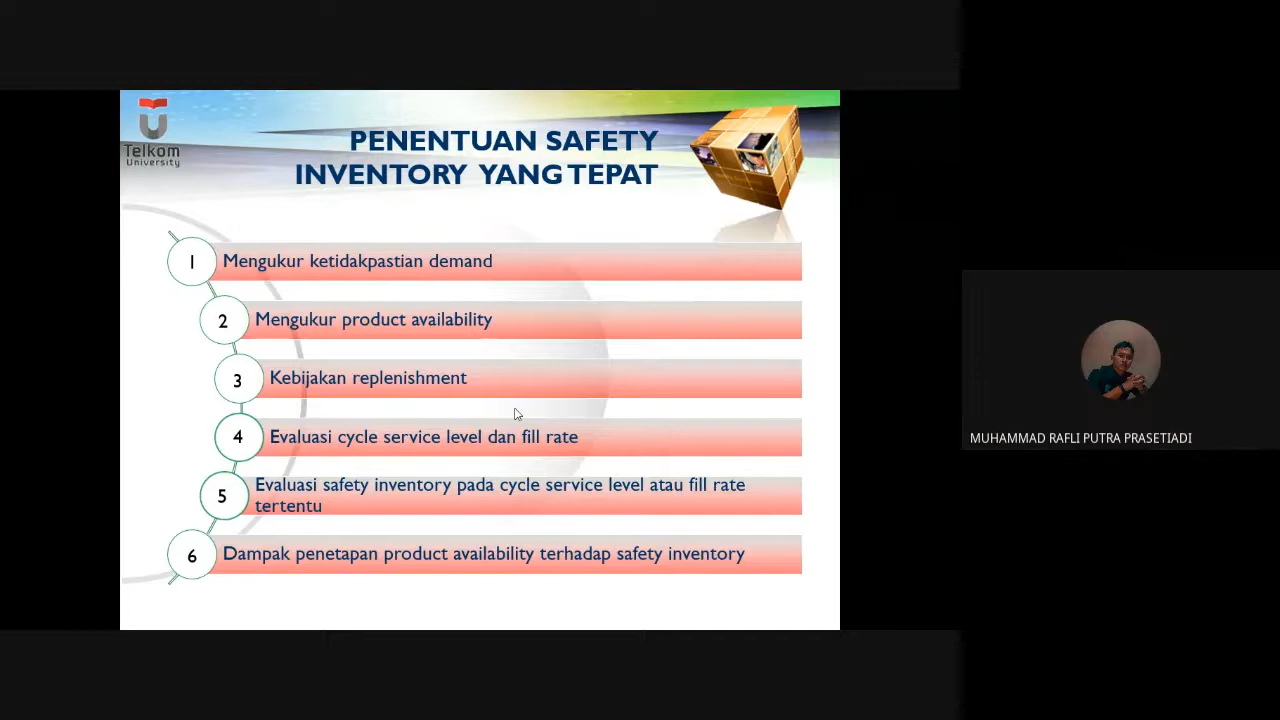 Telkom
University
PENENTUAN SAFETY
INVENTORY YANG TEPAT
1 Mengukur ketidakpastian demand
2 Mengukur product availability
3 Kebijakan replenishment
4 Evaluasi cycle service level dan fill rate
5 Evaluasi safety inventory pada cycle service level atau fill rate
tertentu
6 Dampak penetapan product availability terhadap safety inventory
MUHAMMAD RAFLI PUTRA PRASETIADI